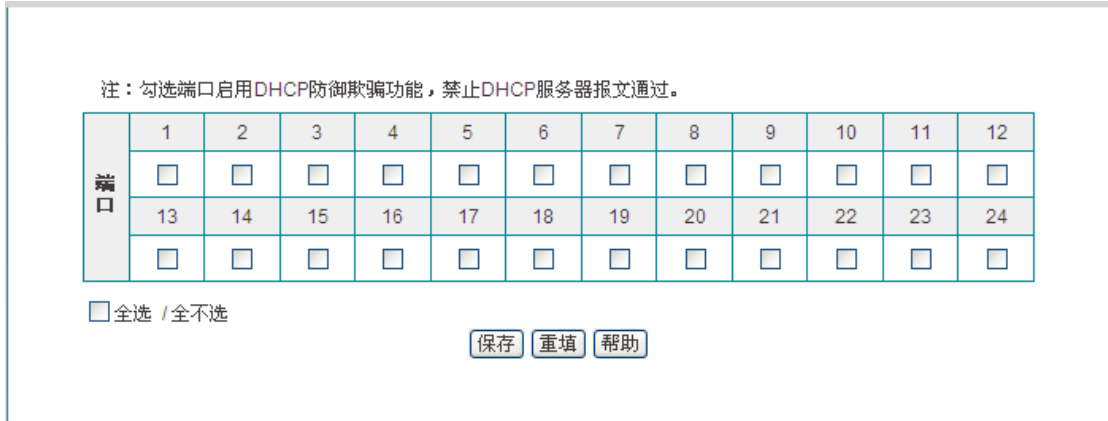 注：勾选端口启用DHCP防御欺骗功能，禁止DHCP服务器报文通过。
端口
1 2 3 4 5 6 7 8 9 10 11 12
13 14 15 16 17 18 19 20 21 22 23 24
全选 / 全不选
保存 重填 帮助